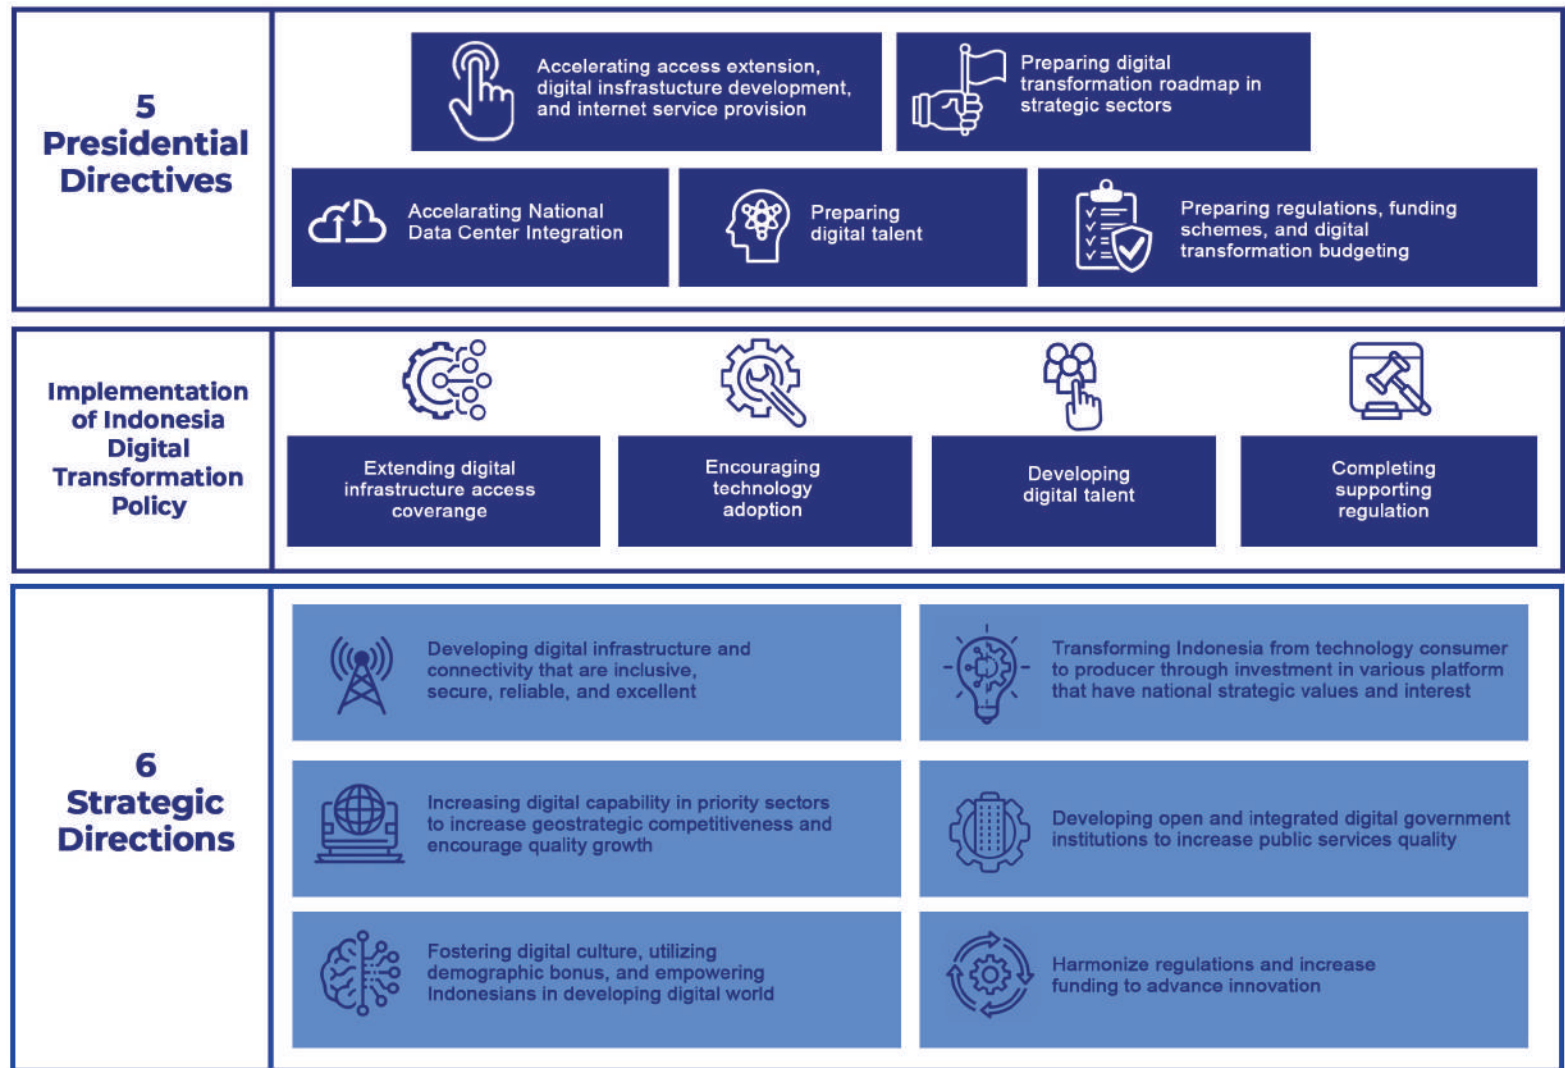 5
Presidential
Directives
Accelerating access extension,
digital insfrastucture development,
and internet service provision
Preparing digital
transformation roadmap in
strategic sectors
Accelarating National
Data Center Integration
Preparing
digital talent
Preparing regulations, funding
schemes, and digital
transformation budgeting
Implementation
of Indonesia
Digital
Transformation
Policy
Extending digital
infrastructure access
coverange
Encouraging
technology
adoption
Developing
digital talent
Completing
supporting
regulation
6
Strategic
Directions
Developing digital infrastructure and
connectivity that are inclusive,
secure, reliable, and excellent
Transforming Indonesia from technology consumer
to producer through investment in various platform
that have national strategic values and interest
Increasing digital capability in priority sectors
to increase geostrategic competitiveness and
encourage quality growth
Developing open and integrated digital government
institutions to increase public services quality
Fostering digital culture, utilizing
demographic bonus, and empowering
Indonesians in developing digital world
Harmonize regulations and increase
funding to advance innovation